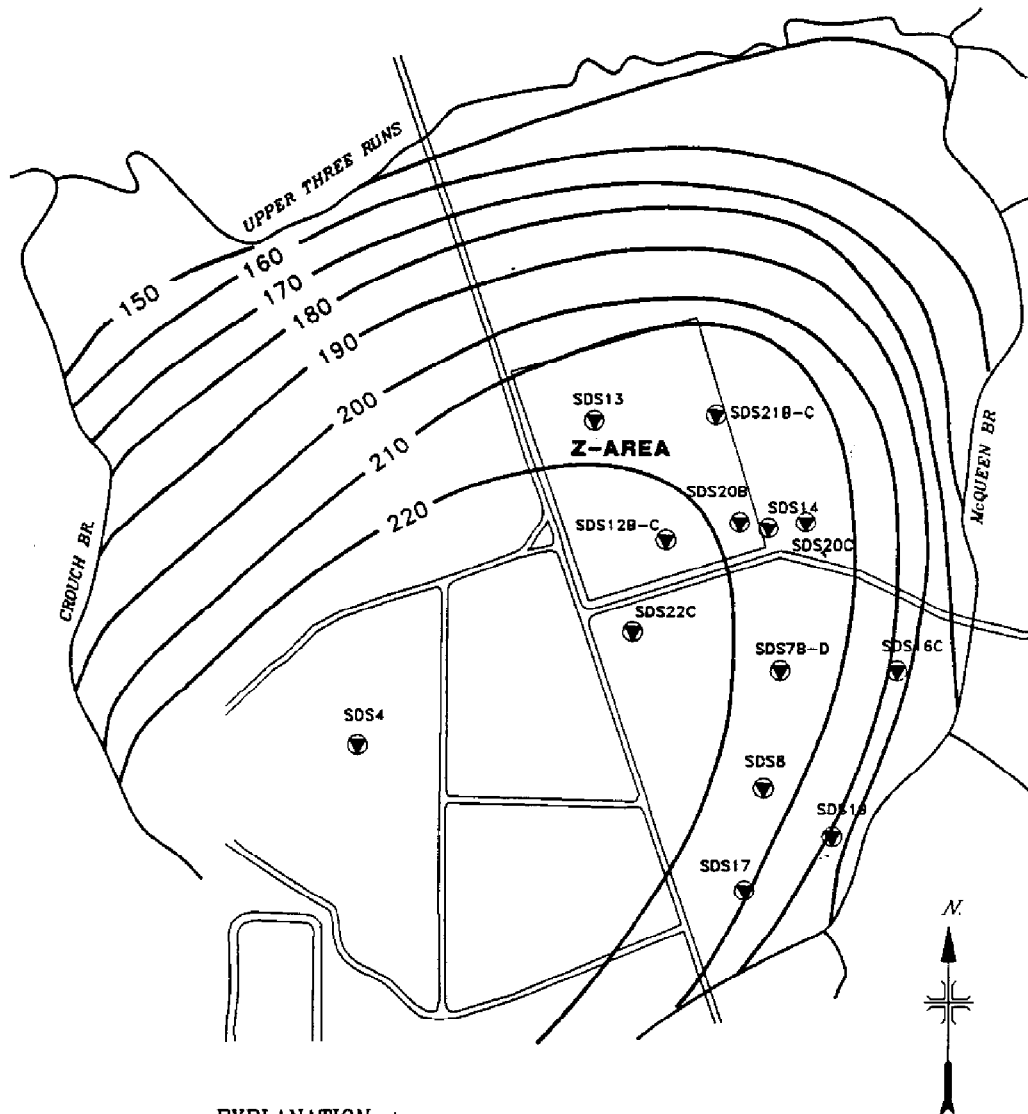 UPPER THREE RUNS
150
160
170
180
190
200
210
220
CROUCH BR.
McQUEEN BR
SDS13
SDS21B-C
Z-AREA
SDS20B
SDS14
SDS12B-C
SDS20C
SDS22C
SDS7B-D
SDS16C
SDS4
SDS8
SDS17
N.